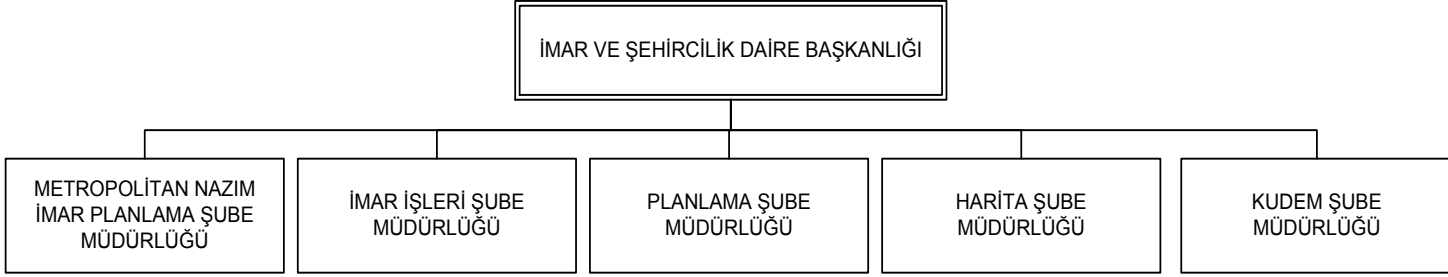 İMAR VE ŞEHİRCİLİK DAİRE BAŞKANLIĞI
METROPOLİTAN NAZIM
İMAR PLANLAMA ŞUBE
MÜDÜRLÜĞÜ
İMAR İŞLERİ ŞUBE
MÜDÜRLÜĞÜ
PLANLAMA ŞUBE
MÜDÜRLÜĞÜ
HARİTA ŞUBE
MÜDÜRLÜĞÜ
KUDEM ŞUBE
MÜDÜRLÜĞÜ